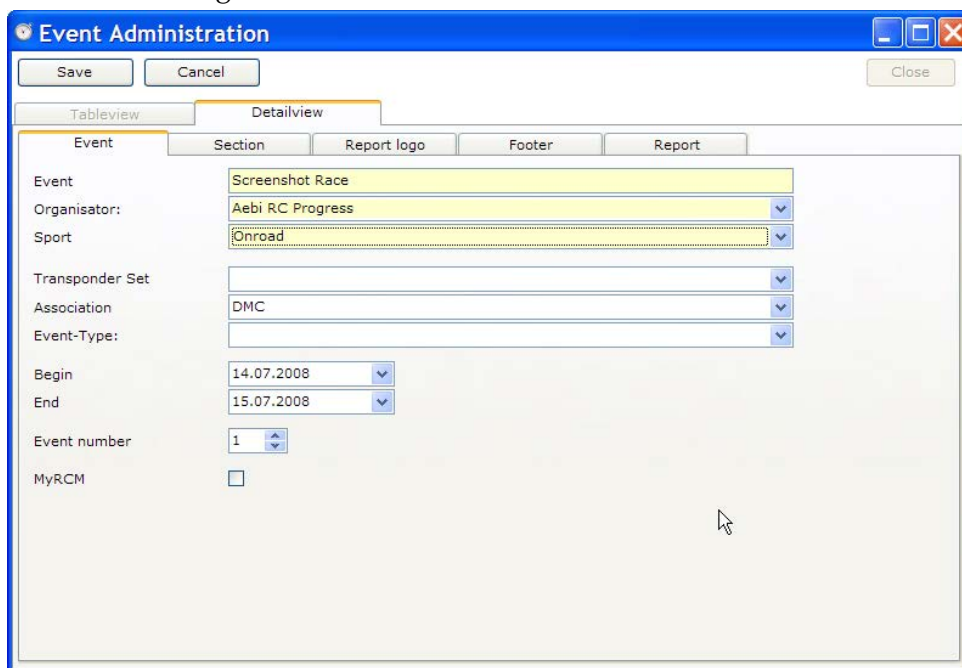 Event Administration
Save Cancel Close
Tableview Detailview
Event Section Report logo Footer Report
Event Screenshot Race
Organisator: Aebi RC Progress
Sport Onroad
Transponder Set
Association DMC
Event-Type:
Begin 14.07.2008
End 15.07.2008
Event number 1
MyRCM